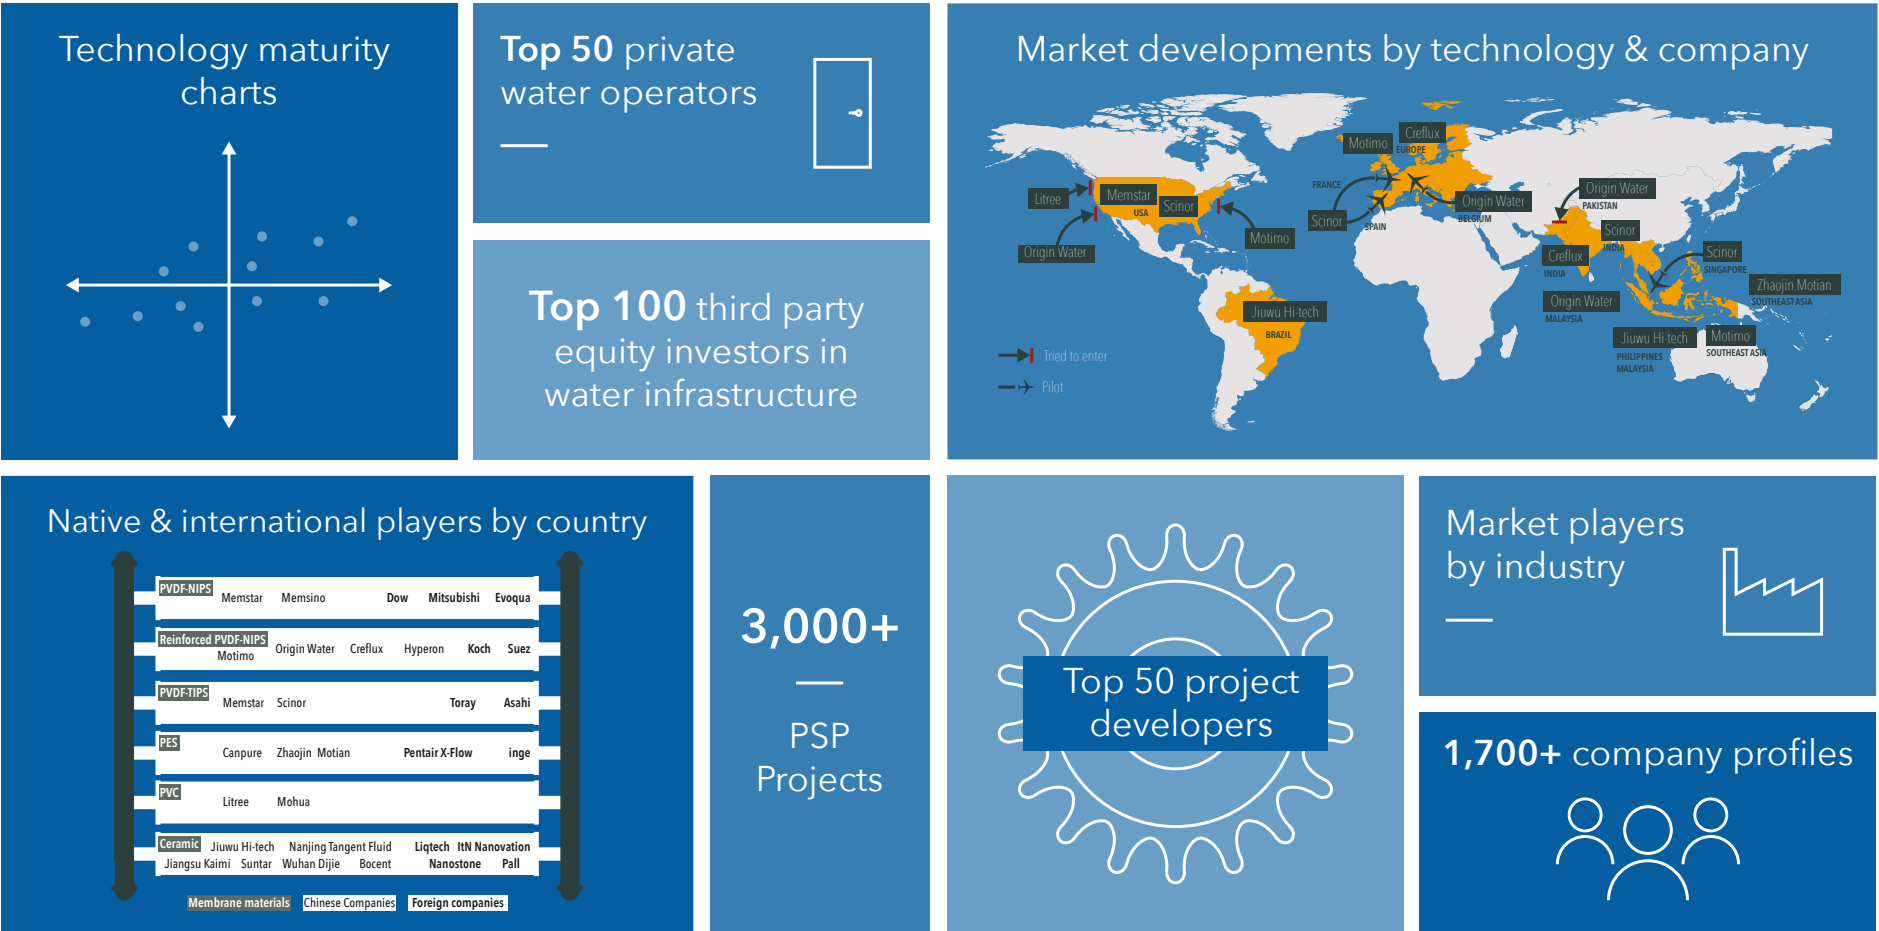 Technology maturity
charts
Top 50 private
water operators
Top 100 third party
equity investors in
water infrastructure
Market developments by technology & company
Creflux
EUROPE
Motimo
FRANCE
Litree
Memstar
USA
Scinor
Origin Water
Motimo
Scinor
SPAIN
Origin Water
BELGIUM
Origin Water
PAKISTAN
Scinor
INDIA
Creflux
INDIA
Scinor
SINGAPORE
Zhaojin Motian
SOUTHEAST ASIA
Origin Water
MALAYSIA
Jiuwu Hi-tech
BRAZIL
Jiuwu Hi-tech
PHILIPPINES
MALAYSIA
Motimo
SOUTHEAST ASIA
Tried to enter
Pilot
Native & international players by country
PVDF-NIPS
Memstar Memsino Dow Mitsubishi Evoqua
Reinforced PVDF-NIPS
Motimo Origin Water Creflux Hyperon Koch Suez
PVDF-TIPS
Memstar Scinor Toray Asahi
PES
Canpure Zhaojin Motian Pentair X-Flow inge
PVC
Litree Mohua
Ceramic
Jiuwu Hi-tech Nanjing Tangent Fluid Liqtech ItN Nanovation
Jiangsu Kaimi Suntar Wuhan Dijie Bocent Nanostone Pall
Membrane materials Chinese Companies Foreign companies
3,000+
PSP
Projects
Top 50 project
developers
Market players
by industry
1,700+ company profiles